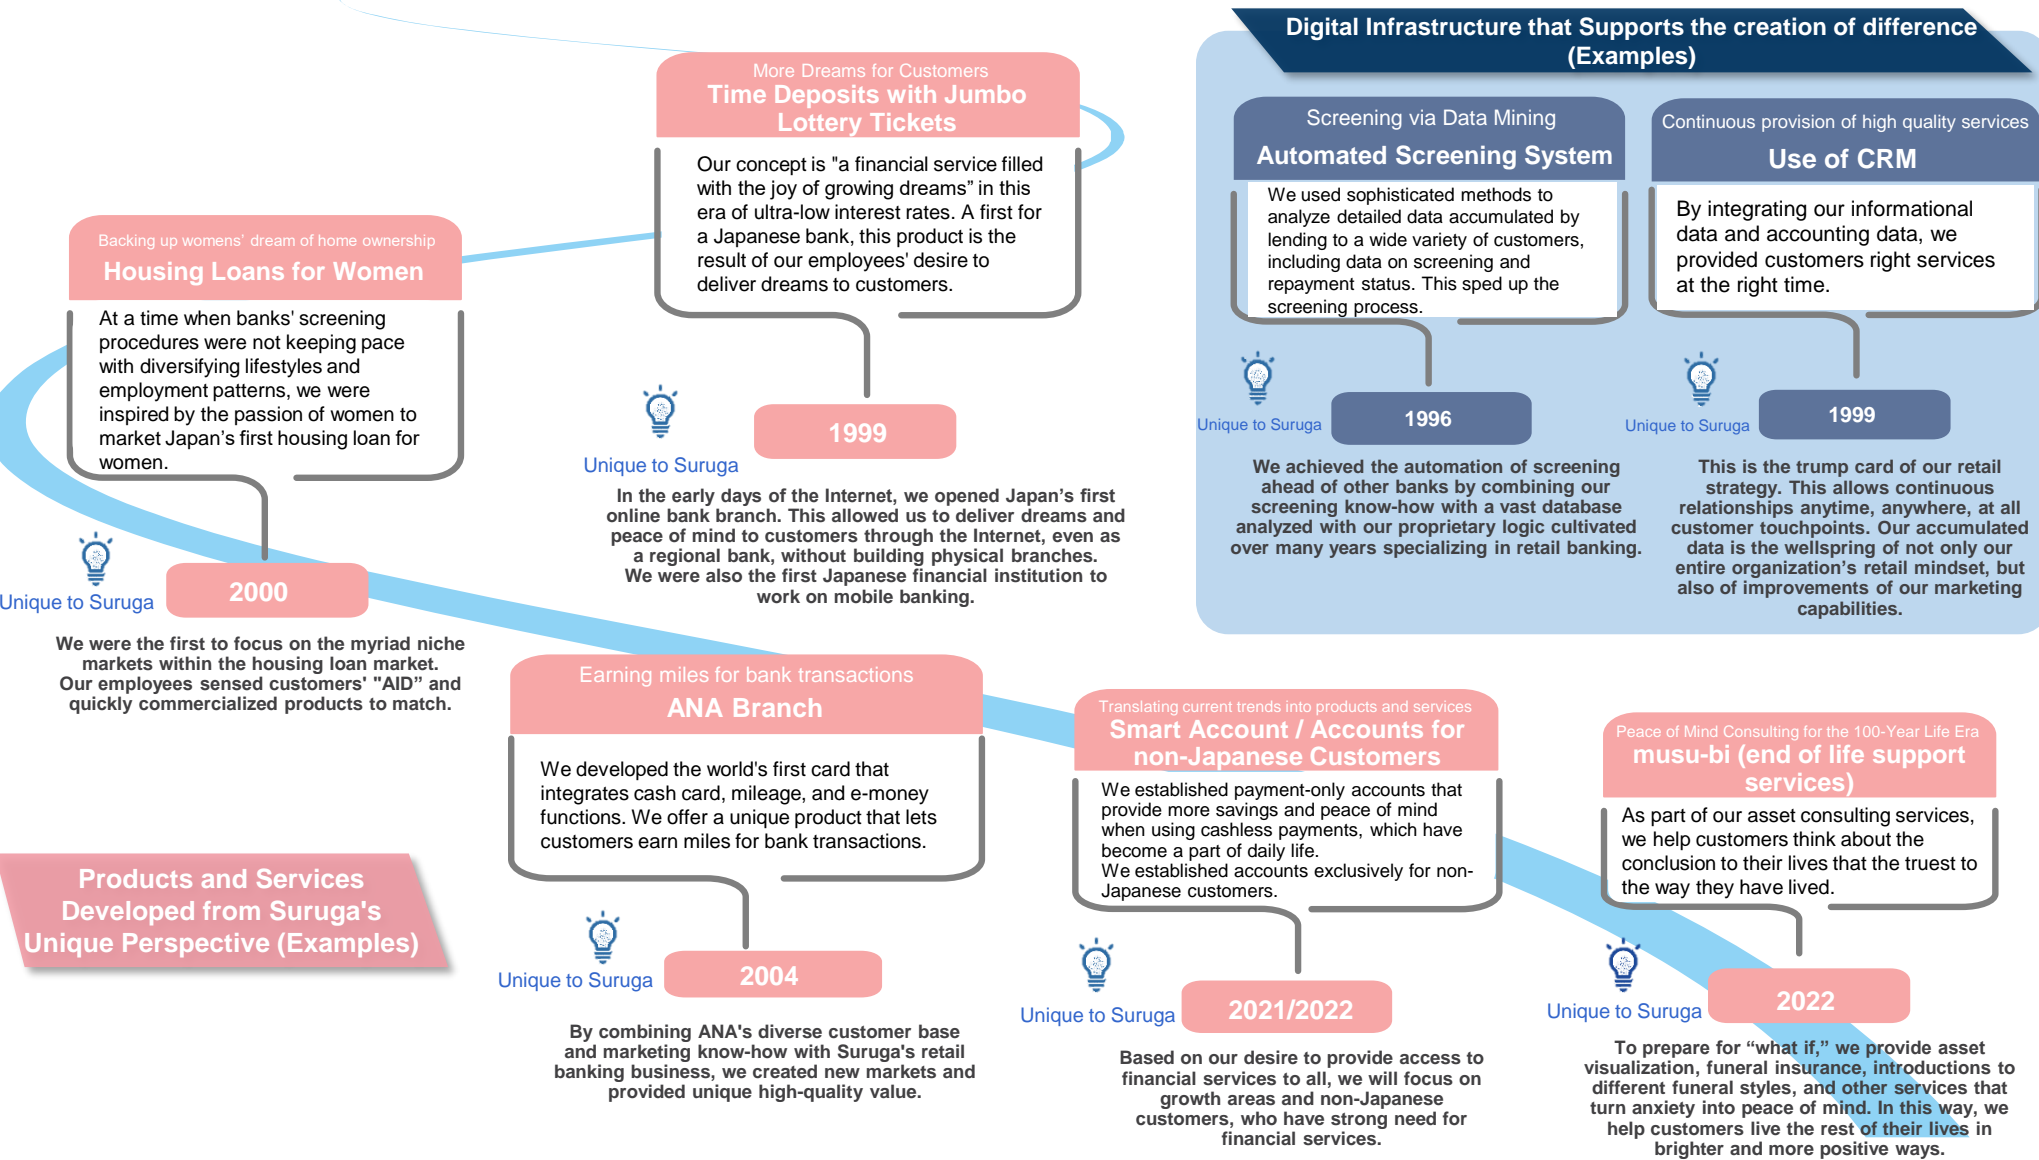 More Dreams for Customers
Time Deposits with Jumbo
Lottery Tickets
Our concept is "a financial service filled
with the joy of growing dreams” in this
era of ultra-low interest rates. A first for
a Japanese bank, this product is the
result of our employees' desire to
deliver dreams to customers.
Unique to Suruga
1999
In the early days of the Internet, we opened Japan’s first
online bank branch. This allowed us to deliver dreams and
peace of mind to customers through the Internet, even as
a regional bank, without building physical branches.
We were also the first Japanese financial institution to
work on mobile banking.
Digital Infrastructure that Supports the creation of difference
(Examples)
Screening via Data Mining
Automated Screening System
We used sophisticated methods to
analyze detailed data accumulated by
lending to a wide variety of customers,
including data on screening and
repayment status. This sped up the
screening process.
Unique to Suruga
1996
We achieved the automation of screening
ahead of other banks by combining our
screening know-how with a vast database
analyzed with our proprietary logic cultivated
over many years specializing in retail banking.
Continuous provision of high quality services
Use of CRM
By integrating our informational
data and accounting data, we
provided customers right services
at the right time.
Unique to Suruga
1999
This is the trump card of our retail
strategy. This allows continuous
relationships anytime, anywhere, at all
customer touchpoints. Our accumulated
data is the wellspring of not only our
entire organization’s retail mindset, but
also of improvements of our marketing
capabilities.
Backing up womens’ dream of home ownership
Housing Loans for Women
At a time when banks' screening
procedures were not keeping pace
with diversifying lifestyles and
employment patterns, we were
inspired by the passion of women to
market Japan’s first housing loan for
women.
Unique to Suruga
2000
We were the first to focus on the myriad niche
markets within the housing loan market.
Our employees sensed customers' "AID” and
quickly commercialized products to match.
Earning miles for bank transactions
ANA Branch
We developed the world's first card that
integrates cash card, mileage, and e-money
functions. We offer a unique product that lets
customers earn miles for bank transactions.
Unique to Suruga
2004
By combining ANA's diverse customer base
and marketing know-how with Suruga's retail
banking business, we created new markets and
provided unique high-quality value.
Translating current trends into products and services
Smart Account / Accounts for
non-Japanese Customers
We established payment-only accounts that
provide more savings and peace of mind
when using cashless payments, which have
become a part of daily life.
We established accounts exclusively for non-
Japanese customers.
Unique to Suruga
2021/2022
Based on our desire to provide access to
financial services to all, we will focus on
growth areas and non-Japanese
customers, who have strong need for
financial services.
Peace of Mind Consulting for the 100-Year Life Era
musu-bi (end of life support
services)
As part of our asset consulting services,
we help customers think about the
conclusion to their lives that the truest to
the way they have lived.
Unique to Suruga
2022
To prepare for “what if,” we provide asset
visualization, funeral insurance, introductions to
different funeral styles, and other services that
turn anxiety into peace of mind. In this way, we
help customers live the rest of their lives in
brighter and more positive ways.
Products and Services
Developed from Suruga's
Unique Perspective (Examples)